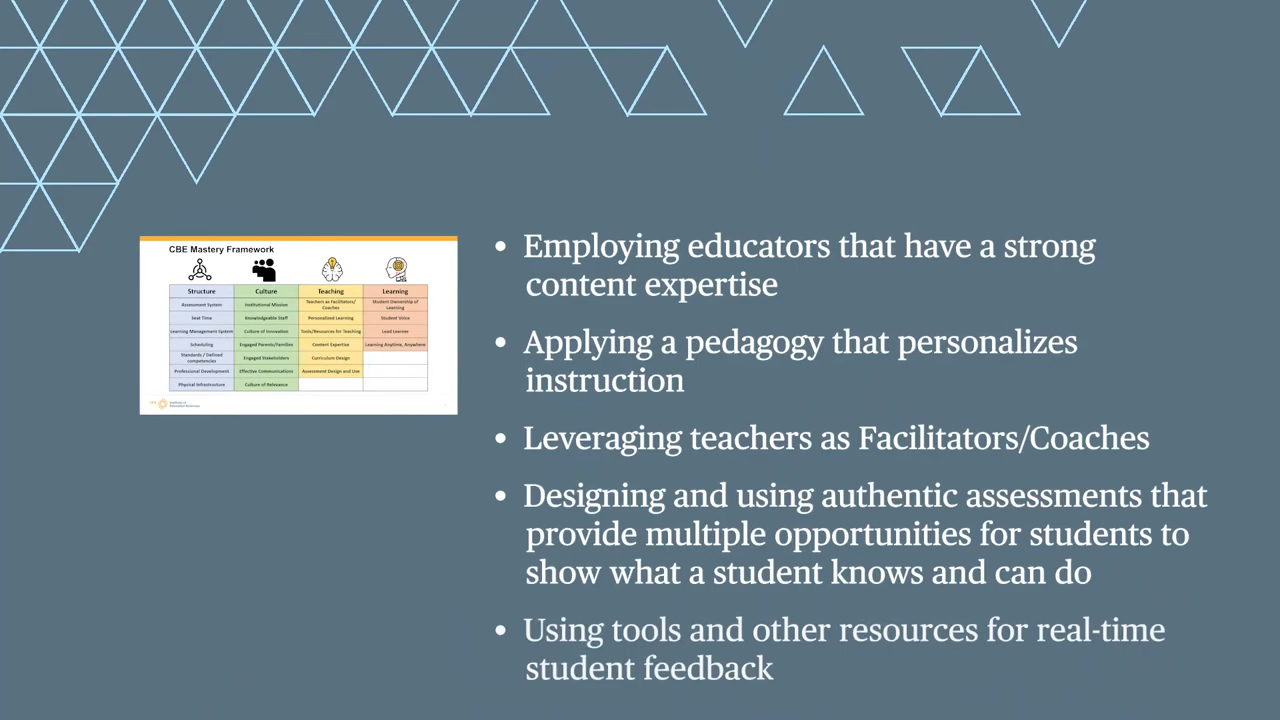 CBE Mastery Framework
Structure Culture Teaching Learning
Assessment System Institutional Mission Teachers as Facilitators/ Coaches Student Ownership of Learning
Seat Time Knowledgeable Staff Personalized Learning Student Voice
Learning Management System Culture of Innovation Tools/Resources for Teaching Lead Learner
Scheduling Engaged Parents/Families Content Expertise Learning Anytime, Anywhere
Standards / Defined competencies Engaged Stakeholders Curriculum Design
Professional Development Effective Communications Assessment Design and Use
Physical Infrastructure Culture of Relevance
• Employing educators that have a strong
content expertise
• Applying a pedagogy that personalizes
instruction
• Leveraging teachers as Facilitators/Coaches
• Designing and using authentic assessments that
provide multiple opportunities for students to
show what a student knows and can do
• Using tools and other resources for real-time
student feedback